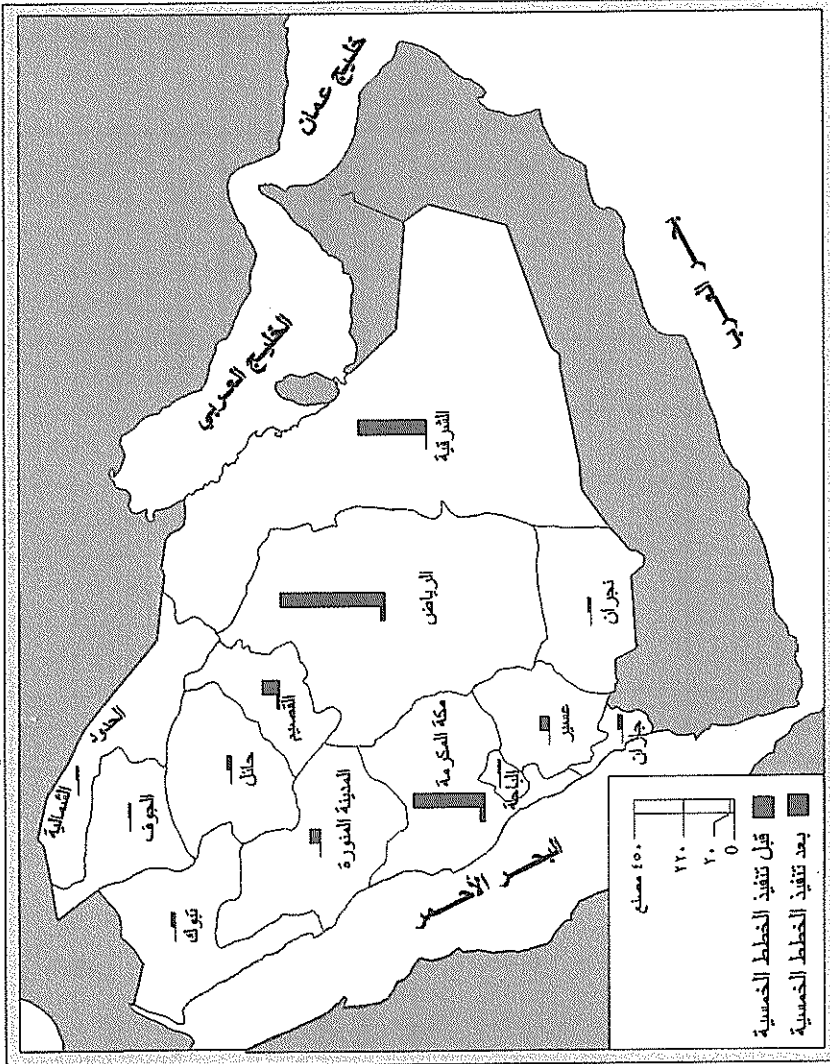 خليج عمان
الخليج العربي
بحر العرب
البحر الأحمر
الشرقية
الرياض
نجران
القصيم
حائل
الحدود الشمالية
الجوف
تبوك
المدينة المنورة
مكة المكرمة
الباحة
عسير
جازان
٤٥٠ مصنع
٢٢٠
٢٠
٥
قبل تنفيذ الخطط الخمسية
بعد تنفيذ الخطط الخمسية